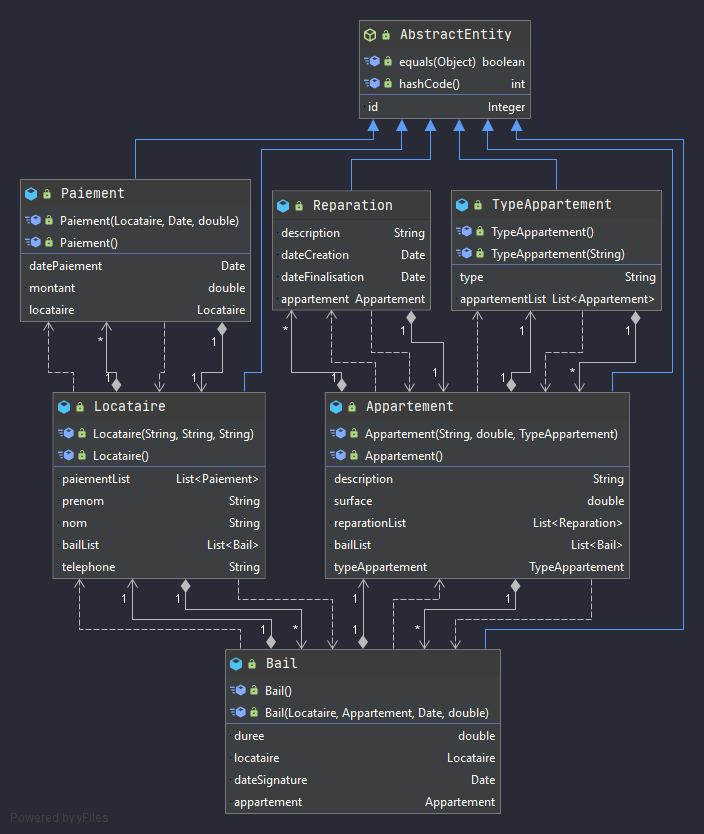 AbstractEntity
equals(Object) boolean
hashCode() int
id Integer
Paiement
Paiement(Locataire, Date, double)
Paiement()
datePaiement Date
montant double
locataire Locataire
Reparation
description String
dateCreation Date
dateFinalisation Date
appartement Appartement
TypeAppartement
TypeAppartement()
TypeAppartement(String)
type String
appartementList List<Appartement>
* 1 1 1
* 1 1 1
1 * 1 1
Locataire
Locataire(String, String, String)
Locataire()
paiementList List<Paiement>
prenom String
nom String
bailList List<Bail>
telephone String
Appartement
Appartement(String, double, TypeAppartement)
Appartement()
description String
surface double
reparationList List<Reparation>
bailList List<Bail>
typeAppartement TypeAppartement
1 1 1 1
1 * 1 *
Bail
Bail()
Bail(Locataire, Appartement, Date, double)
duree double
locataire Locataire
dateSignature Date
appartement Appartement
Powered by yFiles